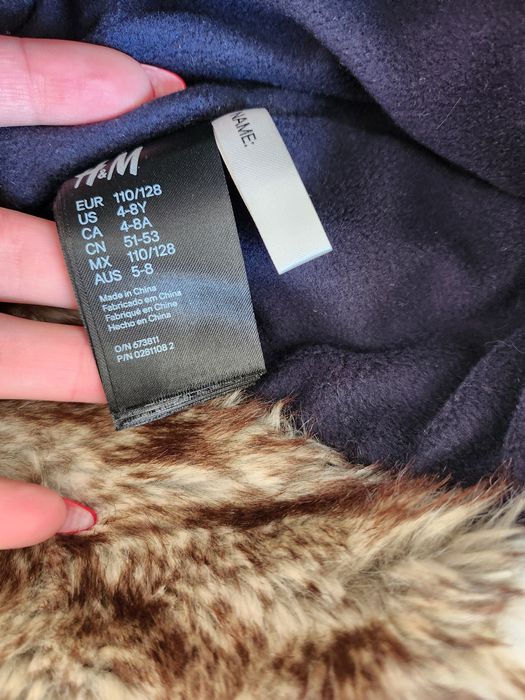 H&M
EUR 110/128
US 4-8Y
CA 4-8A
CN 51-53
MX 110/128
AUS 5-8
Made in China
Fabricado em China
Fabriqué en Chine
Hecho en China
O/N 673811
P/N 0281108 2
NAME: